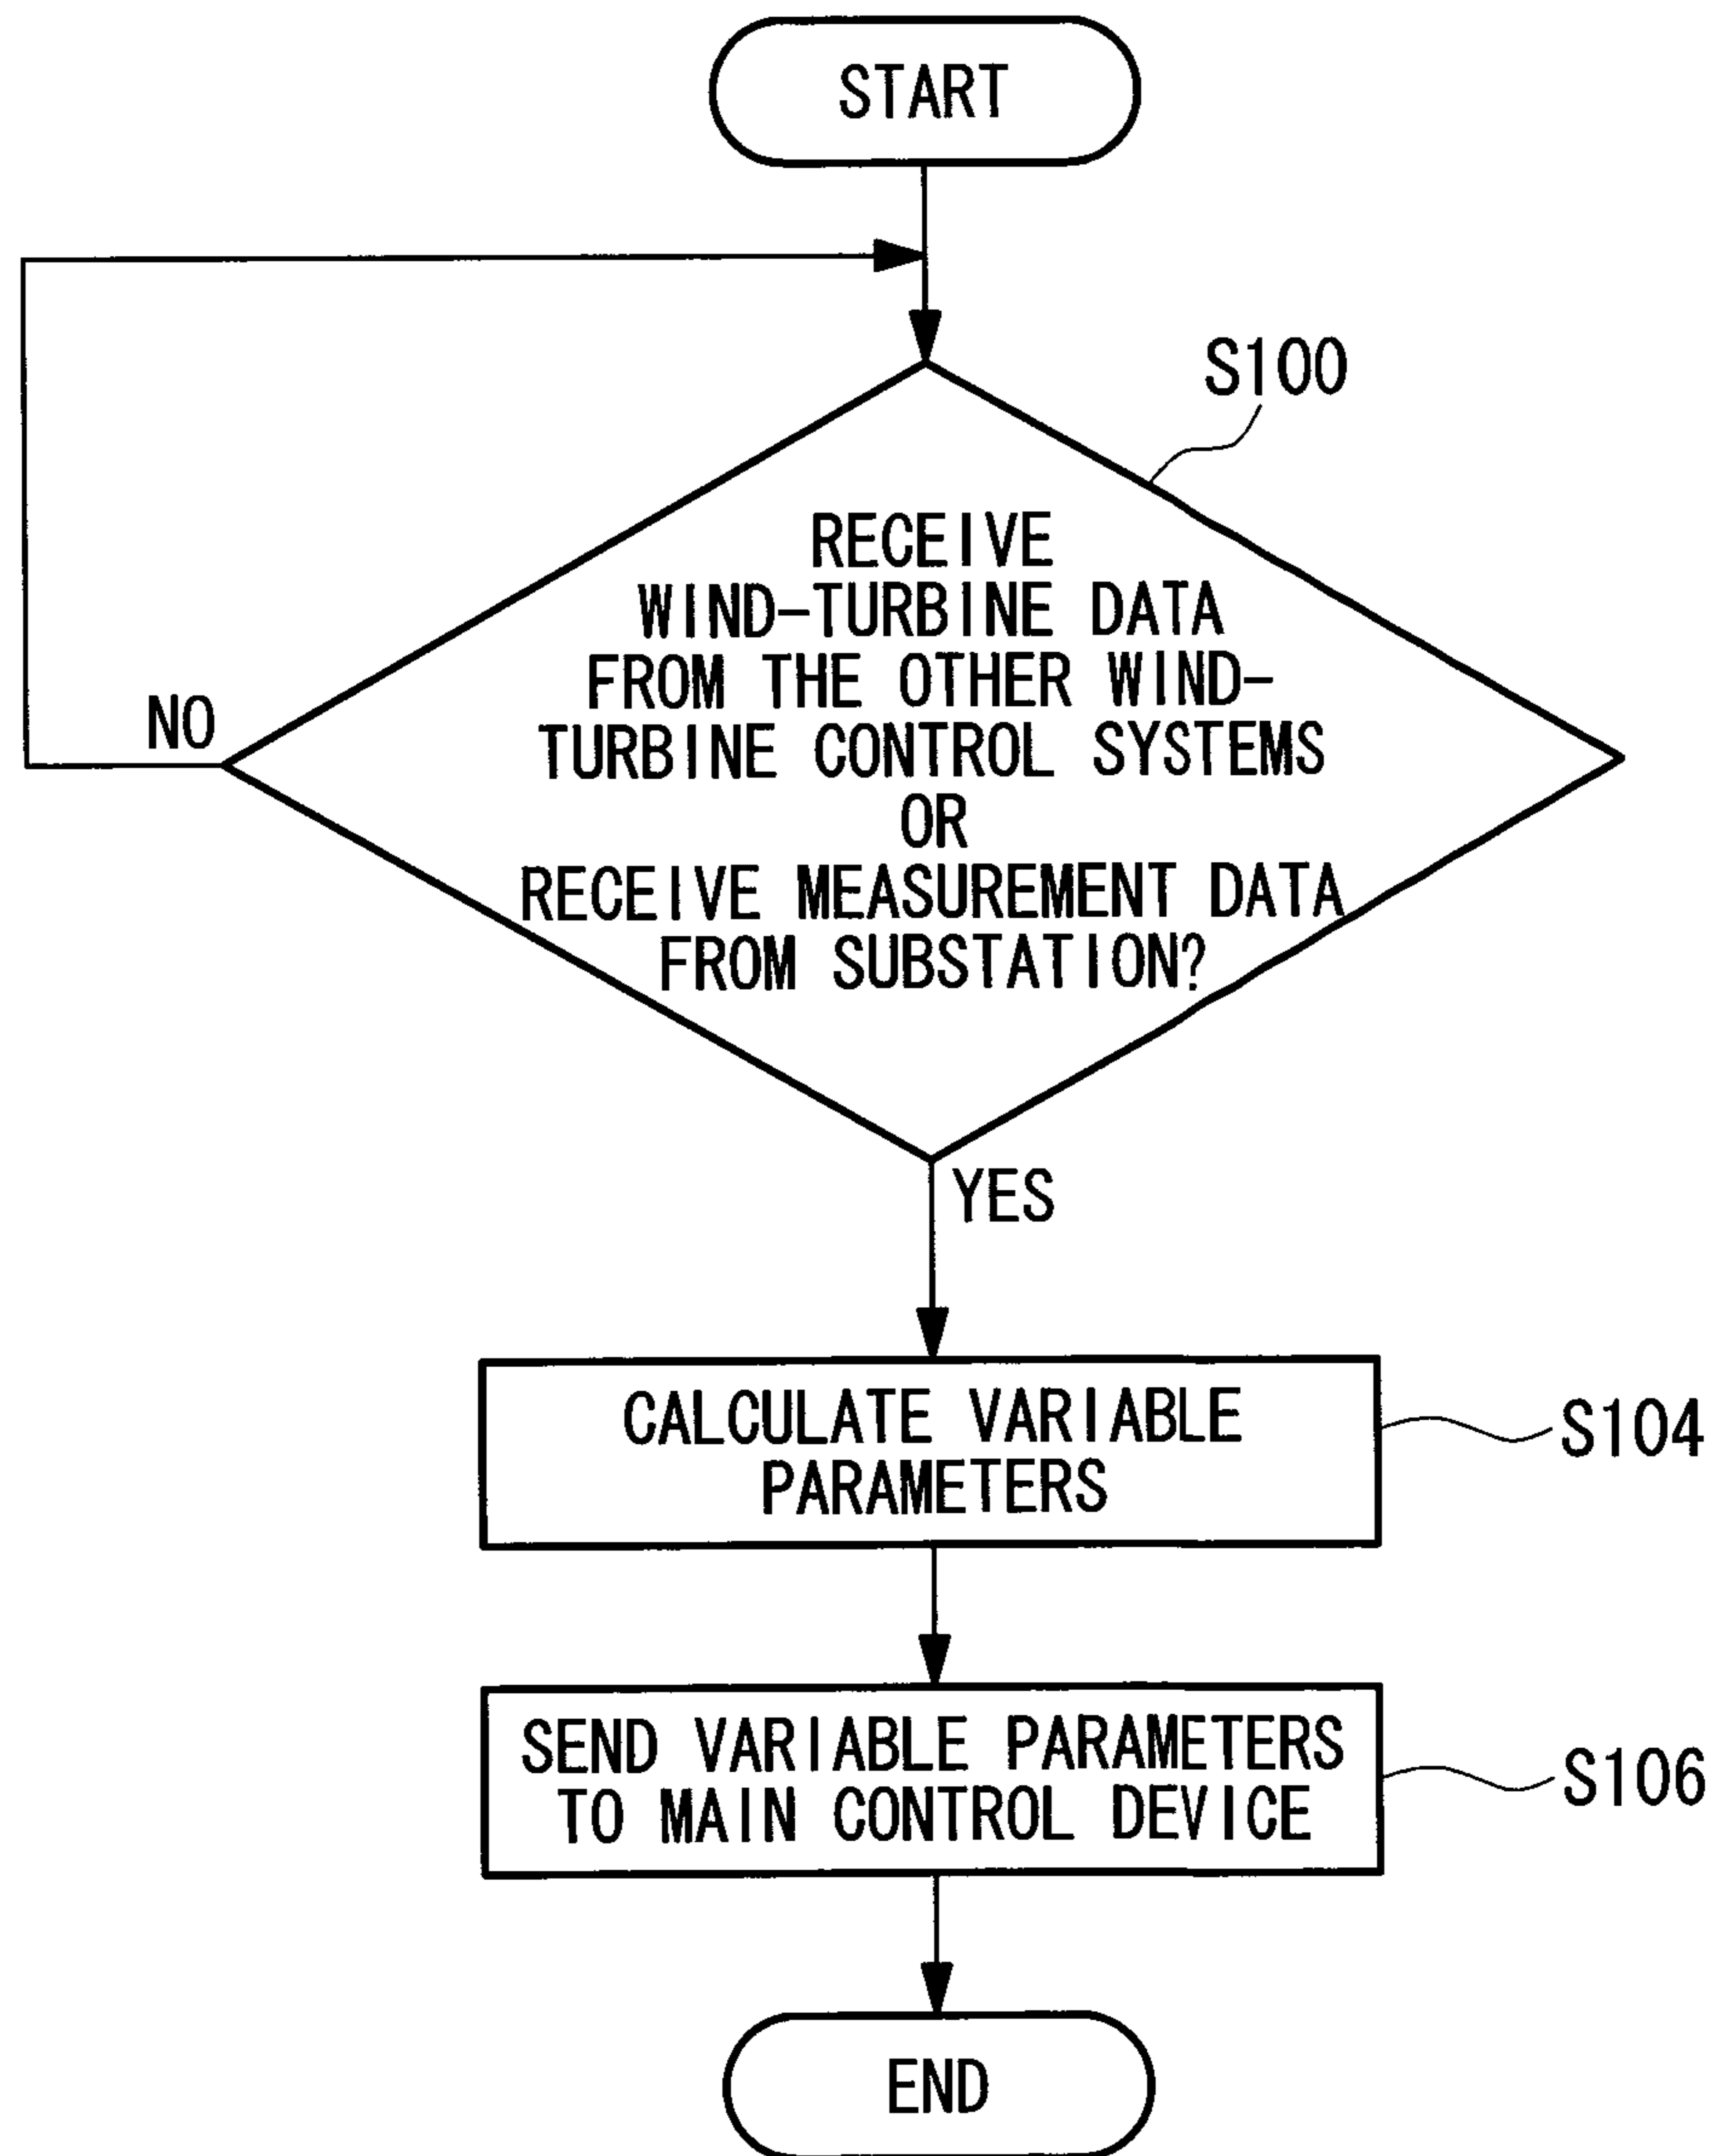 START
S100
RECEIVE
WIND-TURBINE DATA
FROM THE OTHER WIND-
TURBINE CONTROL SYSTEMS
OR
RECEIVE MEASUREMENT DATA
FROM SUBSTATION?
NO
YES
CALCULATE VARIABLE
PARAMETERS
S104
SEND VARIABLE PARAMETERS
TO MAIN CONTROL DEVICE
S106
END